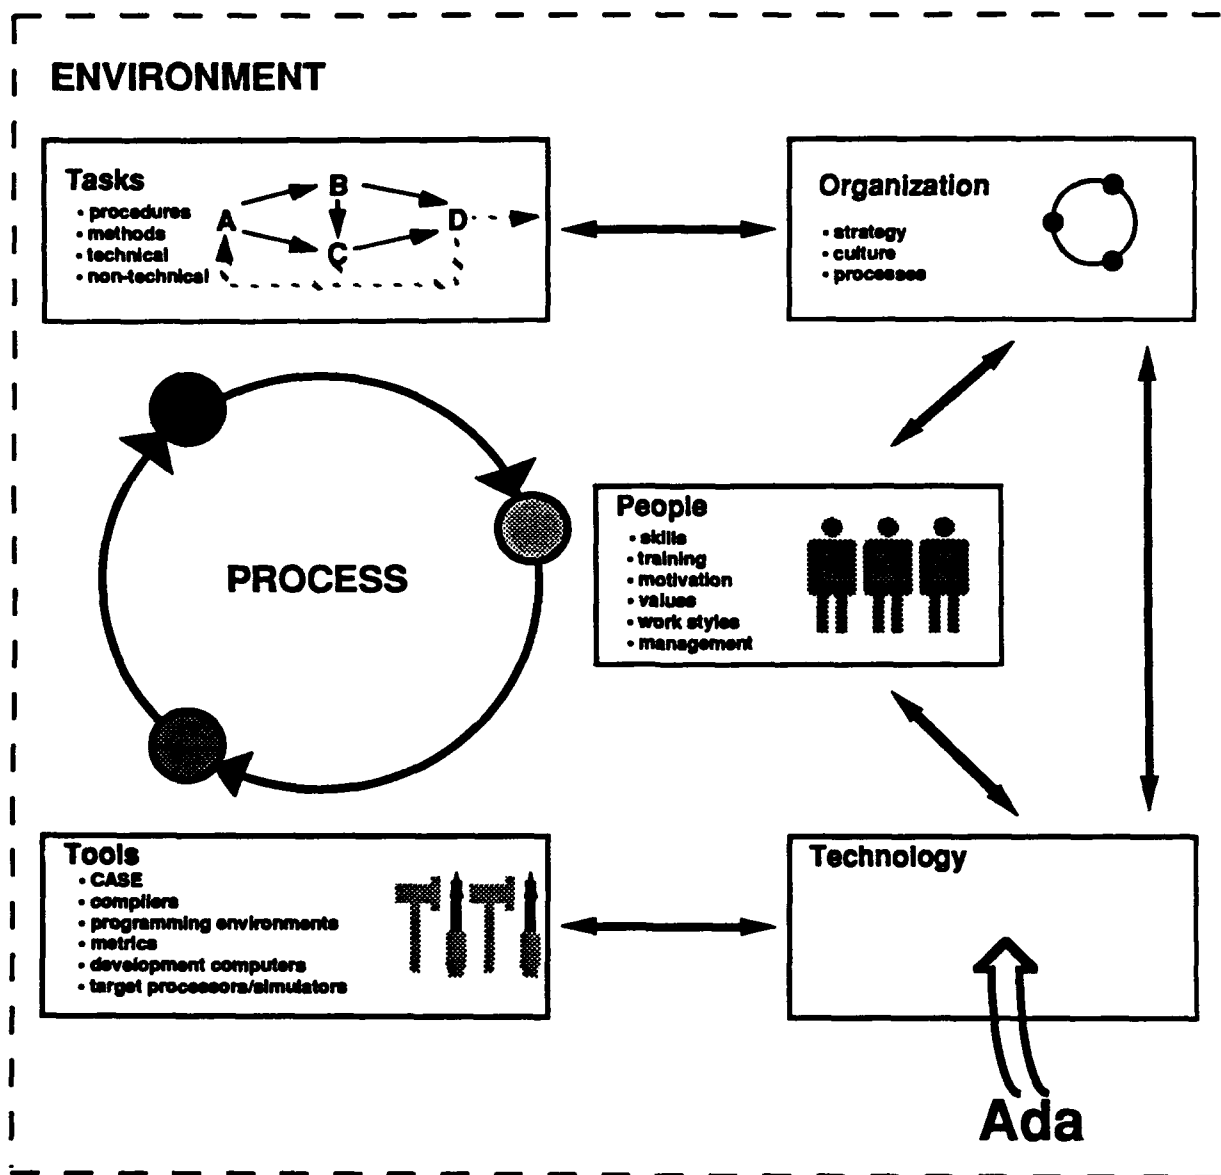 ENVIRONMENT
Tasks
• procedures
• methods
• technical
• non-technical
A
B
C
D
Organization
• strategy
• culture
• processes
PROCESS
People
• skills
• training
• motivation
• values
• work styles
• management
Tools
• CASE
• compilers
• programming environments
• metrics
• development computers
• target processors/simulators
Technology
Ada